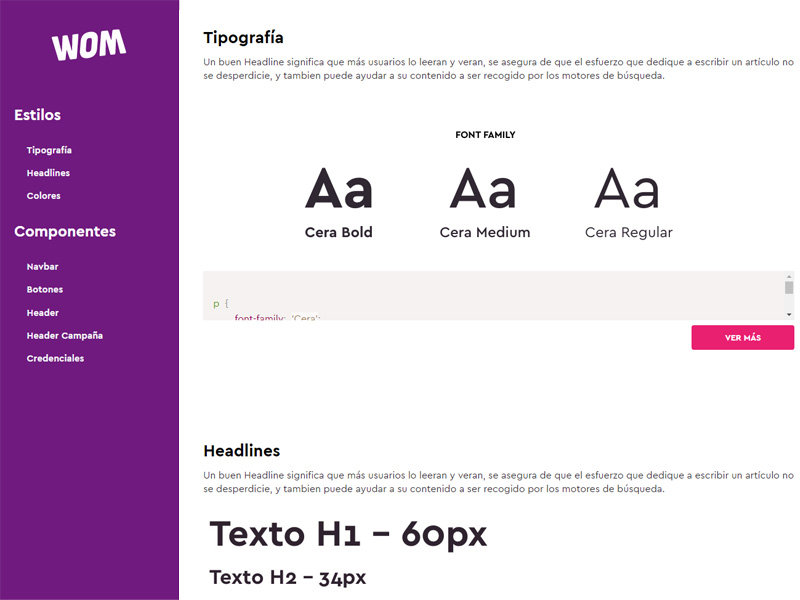 WOM
Estilos
Tipografía
Headlines
Colores
Componentes
Navbar
Botones
Header
Header Campaña
Credenciales
Tipografía
Un buen Headline significa que más usuarios lo leeran y veran, se asegura de que el esfuerzo que dedique a escribir un artículo no
se desperdicie, y tambien puede ayudar a su contenido a ser recogido por los motores de búsqueda.
FONT FAMILY
Aa Aa Aa
Cera Bold Cera Medium Cera Regular
p {
font-family: 'Cera';
VER MÁS
Headlines
Un buen Headline significa que más usuarios lo leeran y veran, se asegura de que el esfuerzo que dedique a escribir un artículo no
se desperdicie, y tambien puede ayudar a su contenido a ser recogido por los motores de búsqueda.
Texto H1 – 60px
Texto H2 – 34px